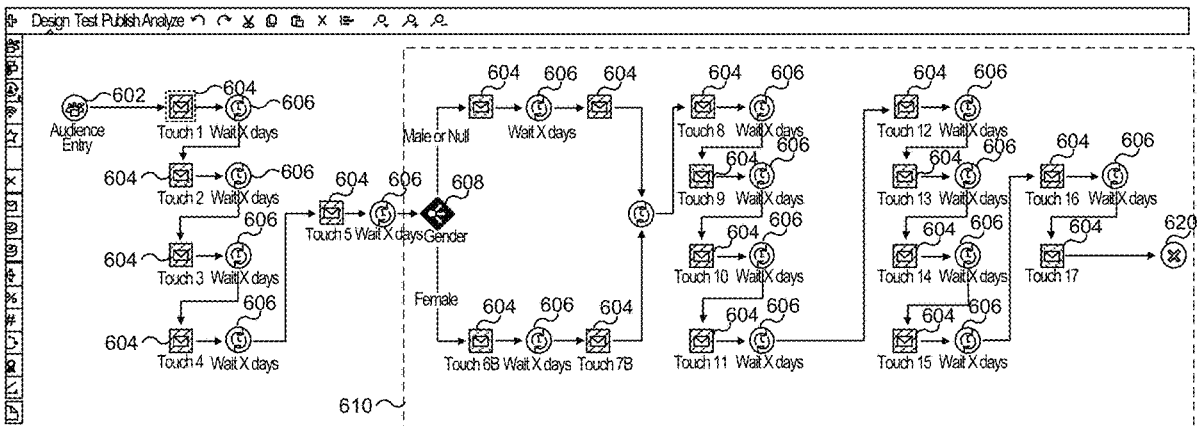 Design Test Publish Analyze
604 606 604 604 606 604 606
602 604 606
Audience Entry
Touch 1 Wait X days
Wait X days
Touch 8 Wait X days
Touch 12 Wait X days
Male or Null
604 606
Touch 2 Wait X days
604 606 608
604 606
Touch 9 Wait X days
604 606
Touch 13 Wait X days
604 606
Touch 16 Wait X days
Touch 5 Wait X days Gender
604 606
Touch 3 Wait X days
604 606
Touch 10 Wait X days
604 606
Touch 14 Wait X days
604 620
Touch 17
Female
604 606
Touch 4 Wait X days
604 606 604
Touch 6B Wait X days Touch 7B
604 606
Touch 11 Wait X days
604 606
Touch 15 Wait X days
610